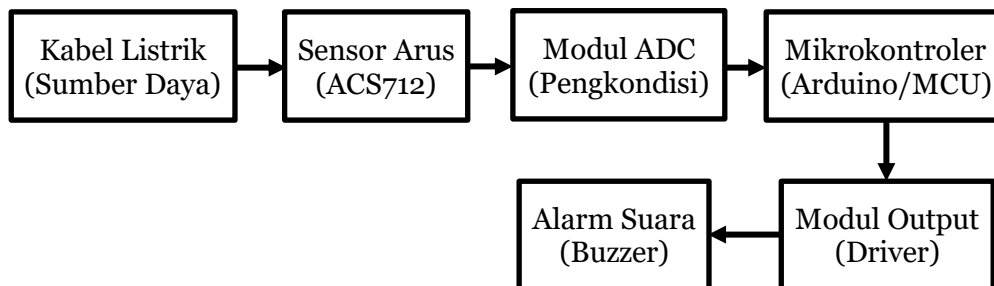 Kabel Listrik
(Sumber Daya)
Sensor Arus
(ACS712)
Modul ADC
(Pengkondisi)
Mikrokontroler
(Arduino/MCU)
Alarm Suara
(Buzzer)
Modul Output
(Driver)